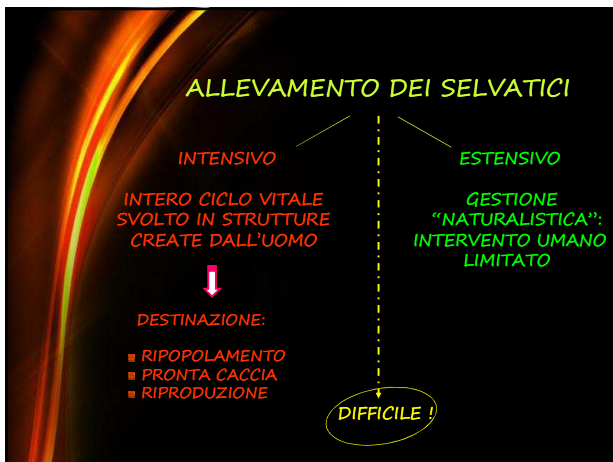 ALLEVAMENTO DEI SELVATICI
INTENSIVO
INTERO CICLO VITALE
SVOLTO IN STRUTTURE
CREATE DALL'UOMO
DESTINAZIONE:
RIPOPOLAMENTO
PRONTA CACCIA
RIPRODUZIONE
ESTENSIVO
GESTIONE
"NATURALISTICA":
INTERVENTO UMANO
LIMITATO
DIFFICILE !